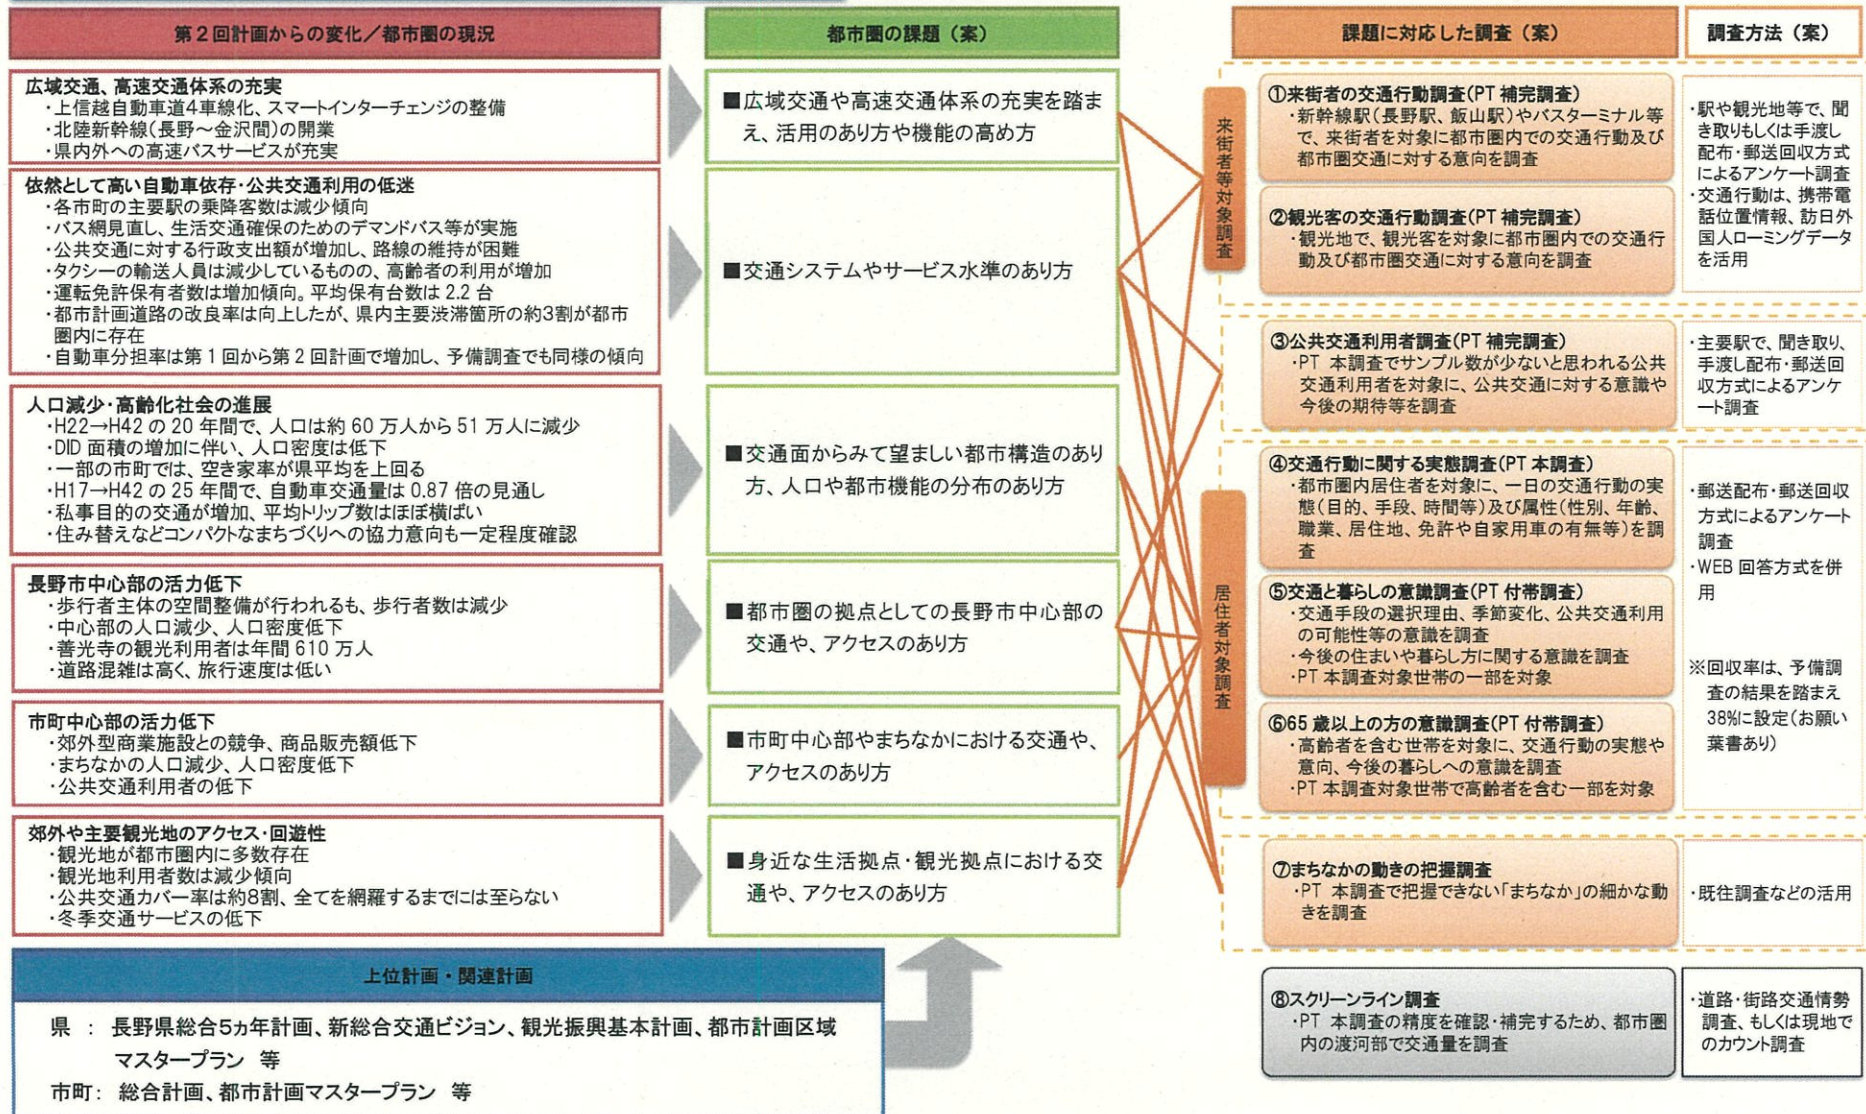 第2回計画からの変化／都市圏の現況
広域交通、高速交通体系の充実
・上信越自動車道4車線化、スマートインターチェンジの整備
・北陸新幹線(長野～金沢間)の開業
・県内外への高速バスサービスが充実
依然として高い自動車依存・公共交通利用の低迷
・各市町の主要駅の乗降客数は減少傾向
・バス網見直し、生活交通確保のためのデマンドバス等が実施
・公共交通に対する行政支出額が増加し、路線の維持が困難
・タクシーの輸送人員は減少しているものの、高齢者の利用が増加
・運転免許保有者数は増加傾向。平均保有台数は 2.2 台
・都市計画道路の改良率は向上したが、県内主要渋滞箇所の約3割が都市
圏内に存在
・自動車分担率は第1回から第2回計画で増加し、予備調査でも同様の傾向
人口減少・高齢化社会の進展
・H22→H42 の 20 年間で、人口は約 60 万人から 51 万人に減少
・DID 面積の増加に伴い、人口密度は低下
・一部の市町では、空き家率が県平均を上回る
・H17→H42 の 25 年間で、自動車交通量は 0.87 倍の見通し
・私事目的の交通が増加、平均トリップ数はほぼ横ばい
・住み替えなどコンパクトなまちづくりへの協力意向も一定程度確認
長野市中心部の活力低下
・歩行者主体の空間整備が行われるも、歩行者数は減少
・中心部の人口減少、人口密度低下
・善光寺の観光利用者は年間 610 万人
・道路混雑は高く、旅行速度は低い
市町中心部の活力低下
・郊外型商業施設との競争、商品販売額低下
・まちなかの人口減少、人口密度低下
・公共交通利用者の低下
郊外や主要観光地のアクセス・回遊性
・観光地が都市圏内に多数存在
・観光地利用者数は減少傾向
・公共交通カバー率は約8割、全てを網羅するまでには至らない
・冬季交通サービスの低下
都市圏の課題（案）
■広域交通や高速交通体系の充実を踏ま
え、活用のあり方や機能の高め方
■交通システムやサービス水準のあり方
■交通面からみて望ましい都市構造のあり
方、人口や都市機能の分布のあり方
■都市圏の拠点としての長野市中心部の
交通や、アクセスのあり方
■市町中心部やまちなかにおける交通や、
アクセスのあり方
■身近な生活拠点・観光拠点における交
通や、アクセスのあり方
上位計画・関連計画
県 ： 長野県総合5ヵ年計画、新総合交通ビジョン、観光振興基本計画、都市計画区域
マスタープラン 等
市町： 総合計画、都市計画マスタープラン 等
課題に対応した調査（案）
来街者等対象調査
①来街者の交通行動調査(PT 補完調査)
・新幹線駅(長野駅、飯山駅)やバスターミナル等
で、来街者を対象に都市圏内での交通行動及び
都市圏交通に対する意向を調査
②観光客の交通行動調査(PT 補完調査)
・観光地で、観光客を対象に都市圏内での交通行
動及び都市圏交通に対する意向を調査
③公共交通利用者調査(PT 補完調査)
・PT 本調査でサンプル数が少ないと思われる公共
交通利用者を対象に、公共交通に対する意識や
今後の期待等を調査
居住者対象調査
④交通行動に関する実態調査(PT 本調査)
・都市圏内居住者を対象に、一日の交通行動の実
態(目的、手段、時間等)及び属性(性別、年齢、
職業、居住地、免許や自家用車の有無等)を調
査
⑤交通と暮らしの意識調査(PT 付帯調査)
・交通手段の選択理由、季節変化、公共交通利用
の可能性等の意識を調査
・今後の住まいや暮らし方に関する意識を調査
・PT 本調査対象世帯の一部を対象
⑥65 歳以上の方の意識調査(PT 付帯調査)
・高齢者を含む世帯を対象に、交通行動の実態や
意向、今後の暮らしへの意識を調査
・PT 本調査対象世帯で高齢者を含む一部を対象
⑦まちなかの動きの把握調査
・PT 本調査で把握できない「まちなか」の細かな動
きを調査
⑧スクリーンライン調査
・PT 本調査の精度を確認・補完するため、都市圏
内の渡河部で交通量を調査
調査方法（案）
・駅や観光地等で、聞
き取りもしくは手渡し
配布・郵送回収方式
によるアンケート調査
・交通行動は、携帯電
話位置情報、訪日外
国人ローミングデータ
を活用
・主要駅で、聞き取り、
手渡し配布・郵送回
収方式によるアンケ
ート調査
・郵送配布・郵送回収
方式によるアンケート
調査
・WEB 回答方式を併
用
※回収率は、予備調
査の結果を踏まえ
38%に設定(お願い
葉書あり)
・既往調査などの活用
・道路・街路交通情勢
調査、もしくは現地で
のカウント調査